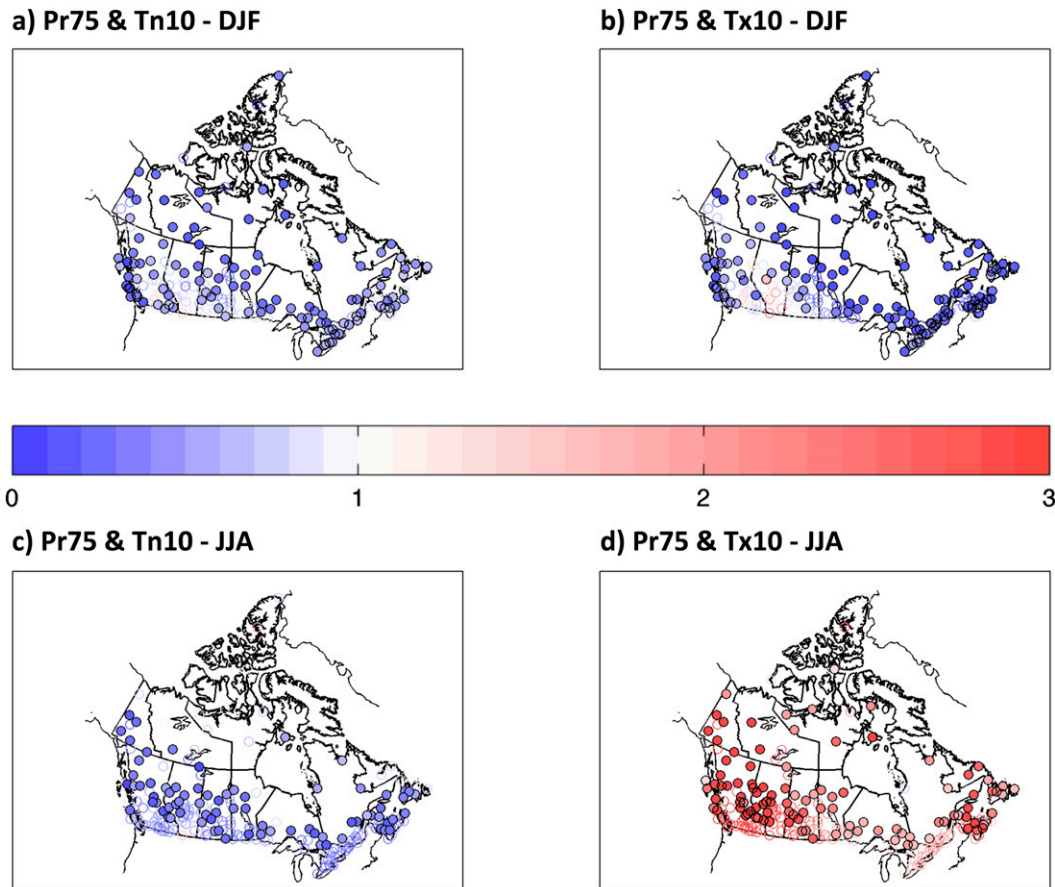 a) Pr75 & Tn10 - DJF
b) Pr75 & Tx10 - DJF
0 1 2 3
c) Pr75 & Tn10 - JJA
d) Pr75 & Tx10 - JJA